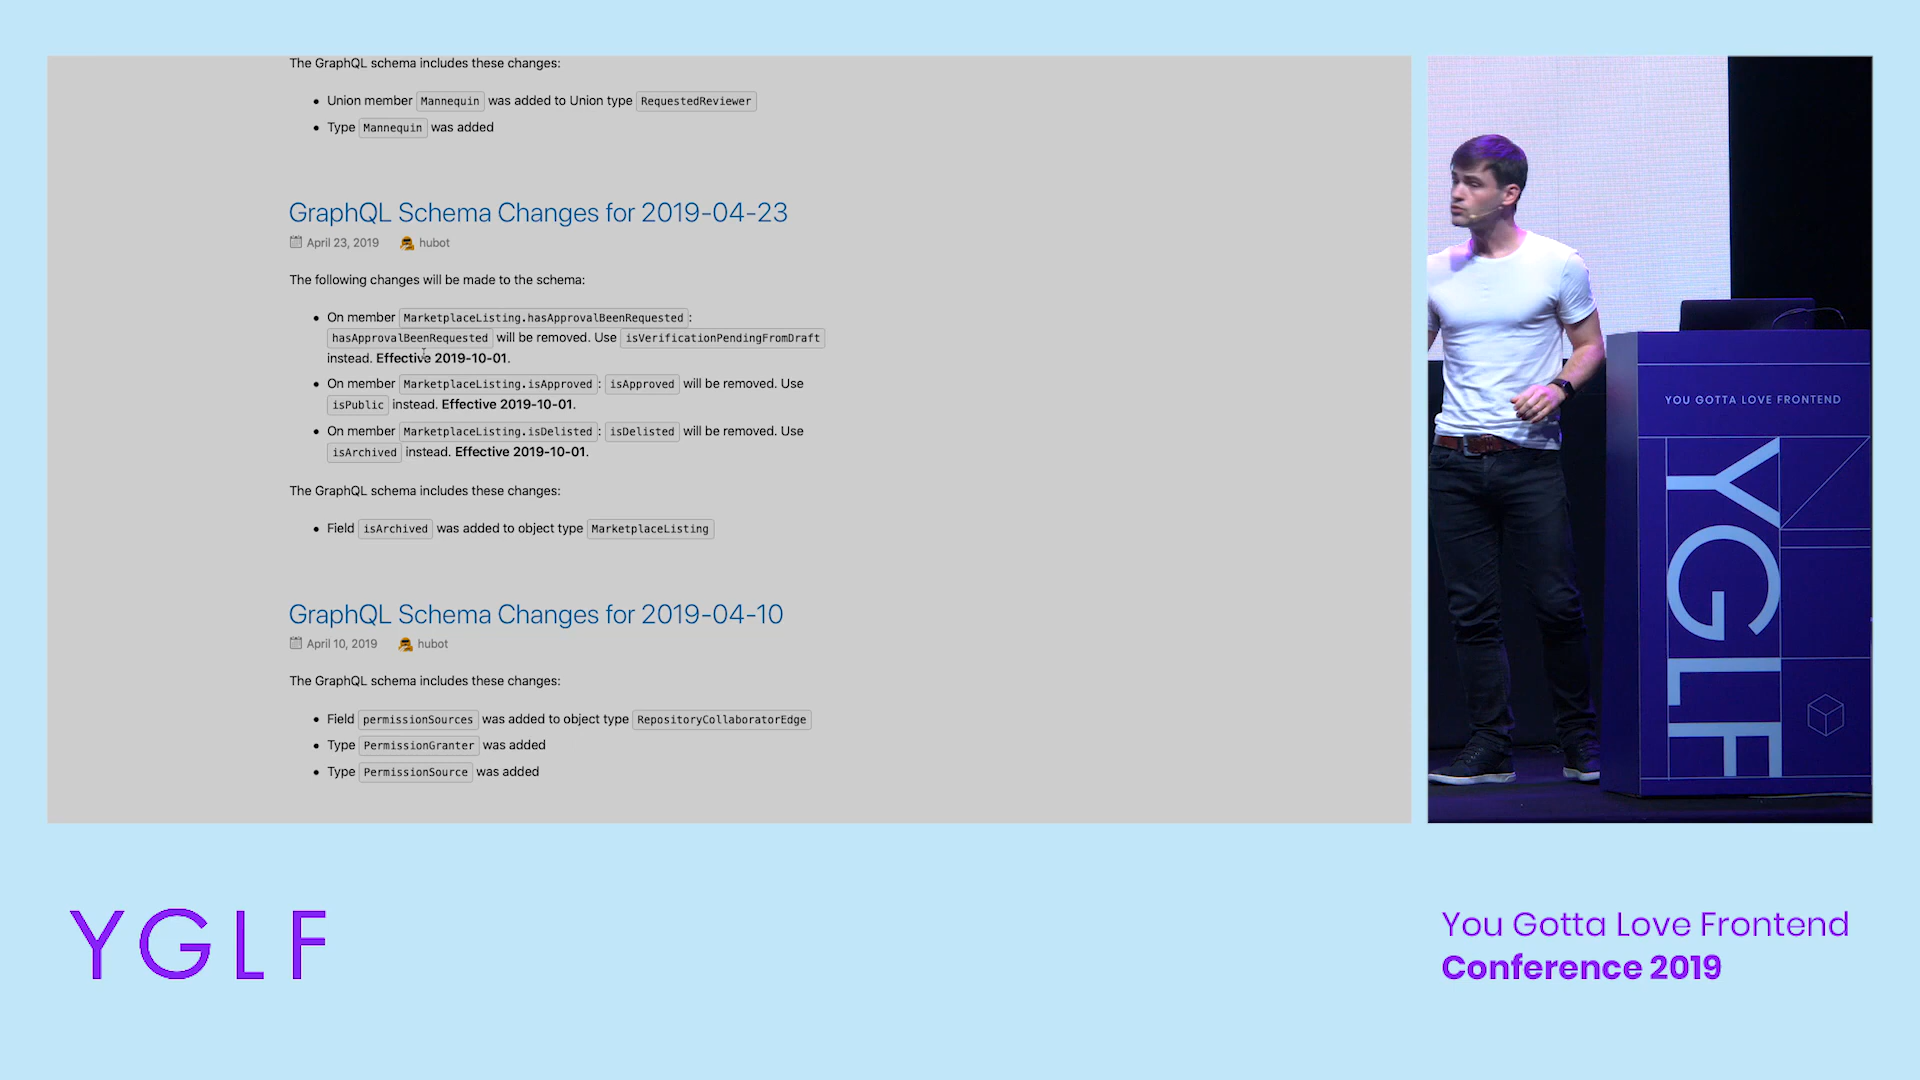 The GraphQL schema includes these changes:
• Union member Mannequin was added to Union type RequestedReviewer
• Type Mannequin was added
GraphQL Schema Changes for 2019-04-23
April 23, 2019 hubot
The following changes will be made to the schema:
• On member MarketplaceListing.hasApprovalBeenRequested:
hasApprovalBeenRequested will be removed. Use isVerificationPendingFromDraft
instead. Effective 2019-10-01.
• On member MarketplaceListing.isApproved: isApproved will be removed. Use
isPublic instead. Effective 2019-10-01.
• On member MarketplaceListing.isDelisted: isDelisted will be removed. Use
isArchived instead. Effective 2019-10-01.
The GraphQL schema includes these changes:
• Field isArchived was added to object type MarketplaceListing
GraphQL Schema Changes for 2019-04-10
April 10, 2019 hubot
The GraphQL schema includes these changes:
• Field permissionSources was added to object type RepositoryCollaboratorEdge
• Type PermissionGranter was added
• Type PermissionSource was added
YOU GOTTA LOVE FRONTEND
YGLF
YGLF
You Gotta Love Frontend
Conference 2019